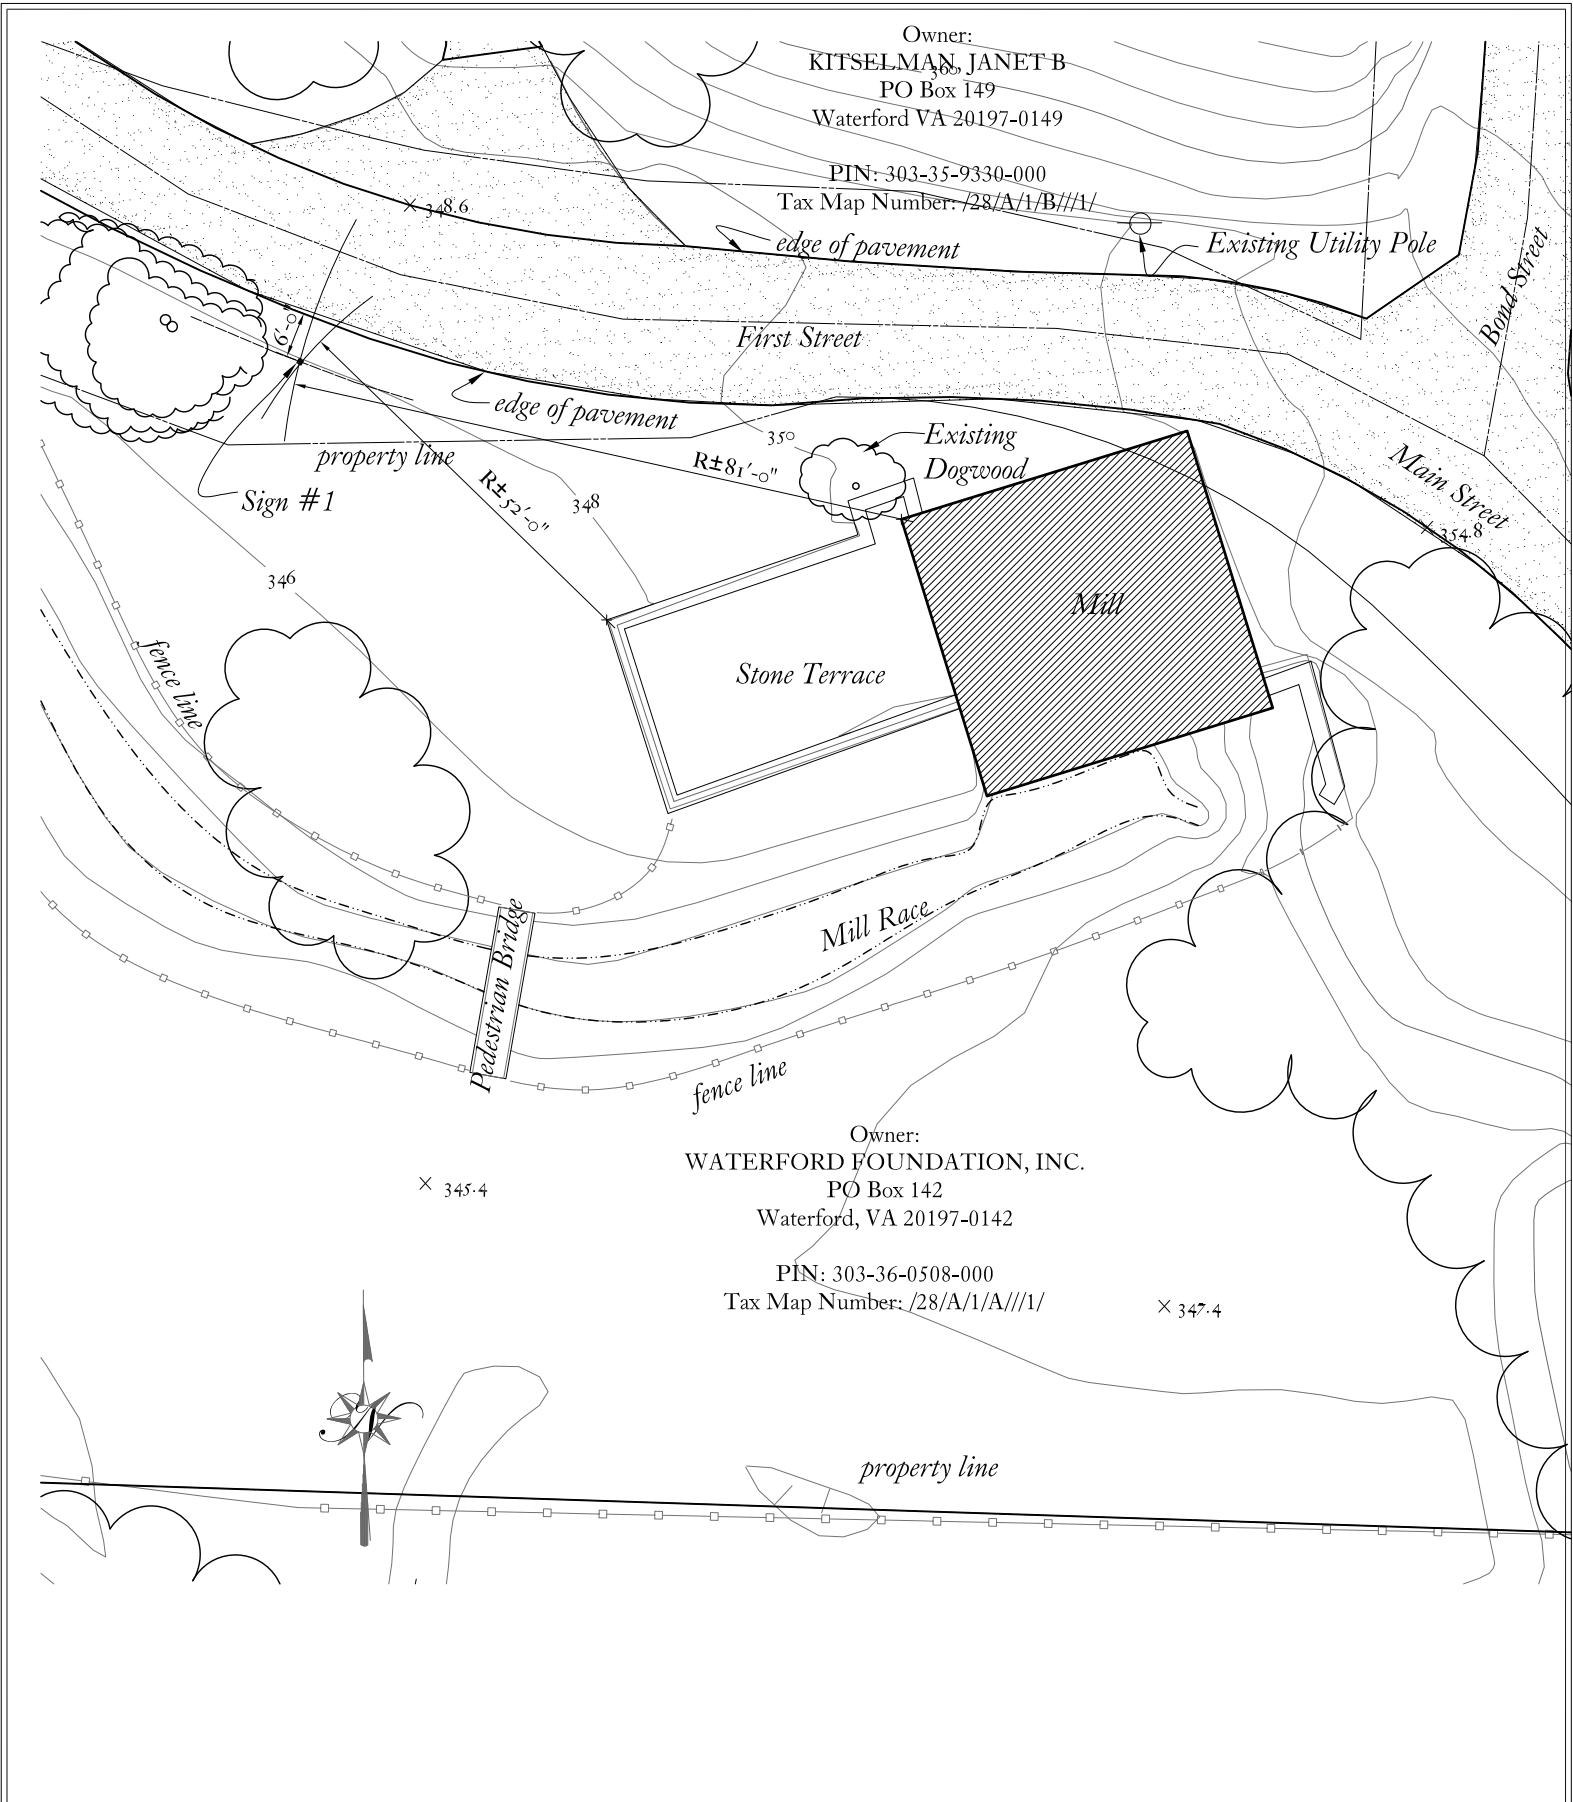 Owner:
KITSELMAN, JANET B
360
PO Box 149
Waterford VA 20197-0149
PIN: 303-35-9330-000
Tax Map Number: /28/A/1/B///1/
348.6
edge of pavement
Existing Utility Pole
Bond Street
6'-0"
First Street
edge of pavement
350
Existing
Dogwood
property line
R±81'-0"
Main Street
R±52'-0"
Sign #1
348
354.8
346
Mill
fence line
Stone Terrace
Mill Race
Pedestrian Bridge
fence line
Owner:
WATERFORD FOUNDATION, INC.
PO Box 142
Waterford, VA 20197-0142
345.4
PIN: 303-36-0508-000
Tax Map Number: /28/A/1/A///1/
347.4
N
property line